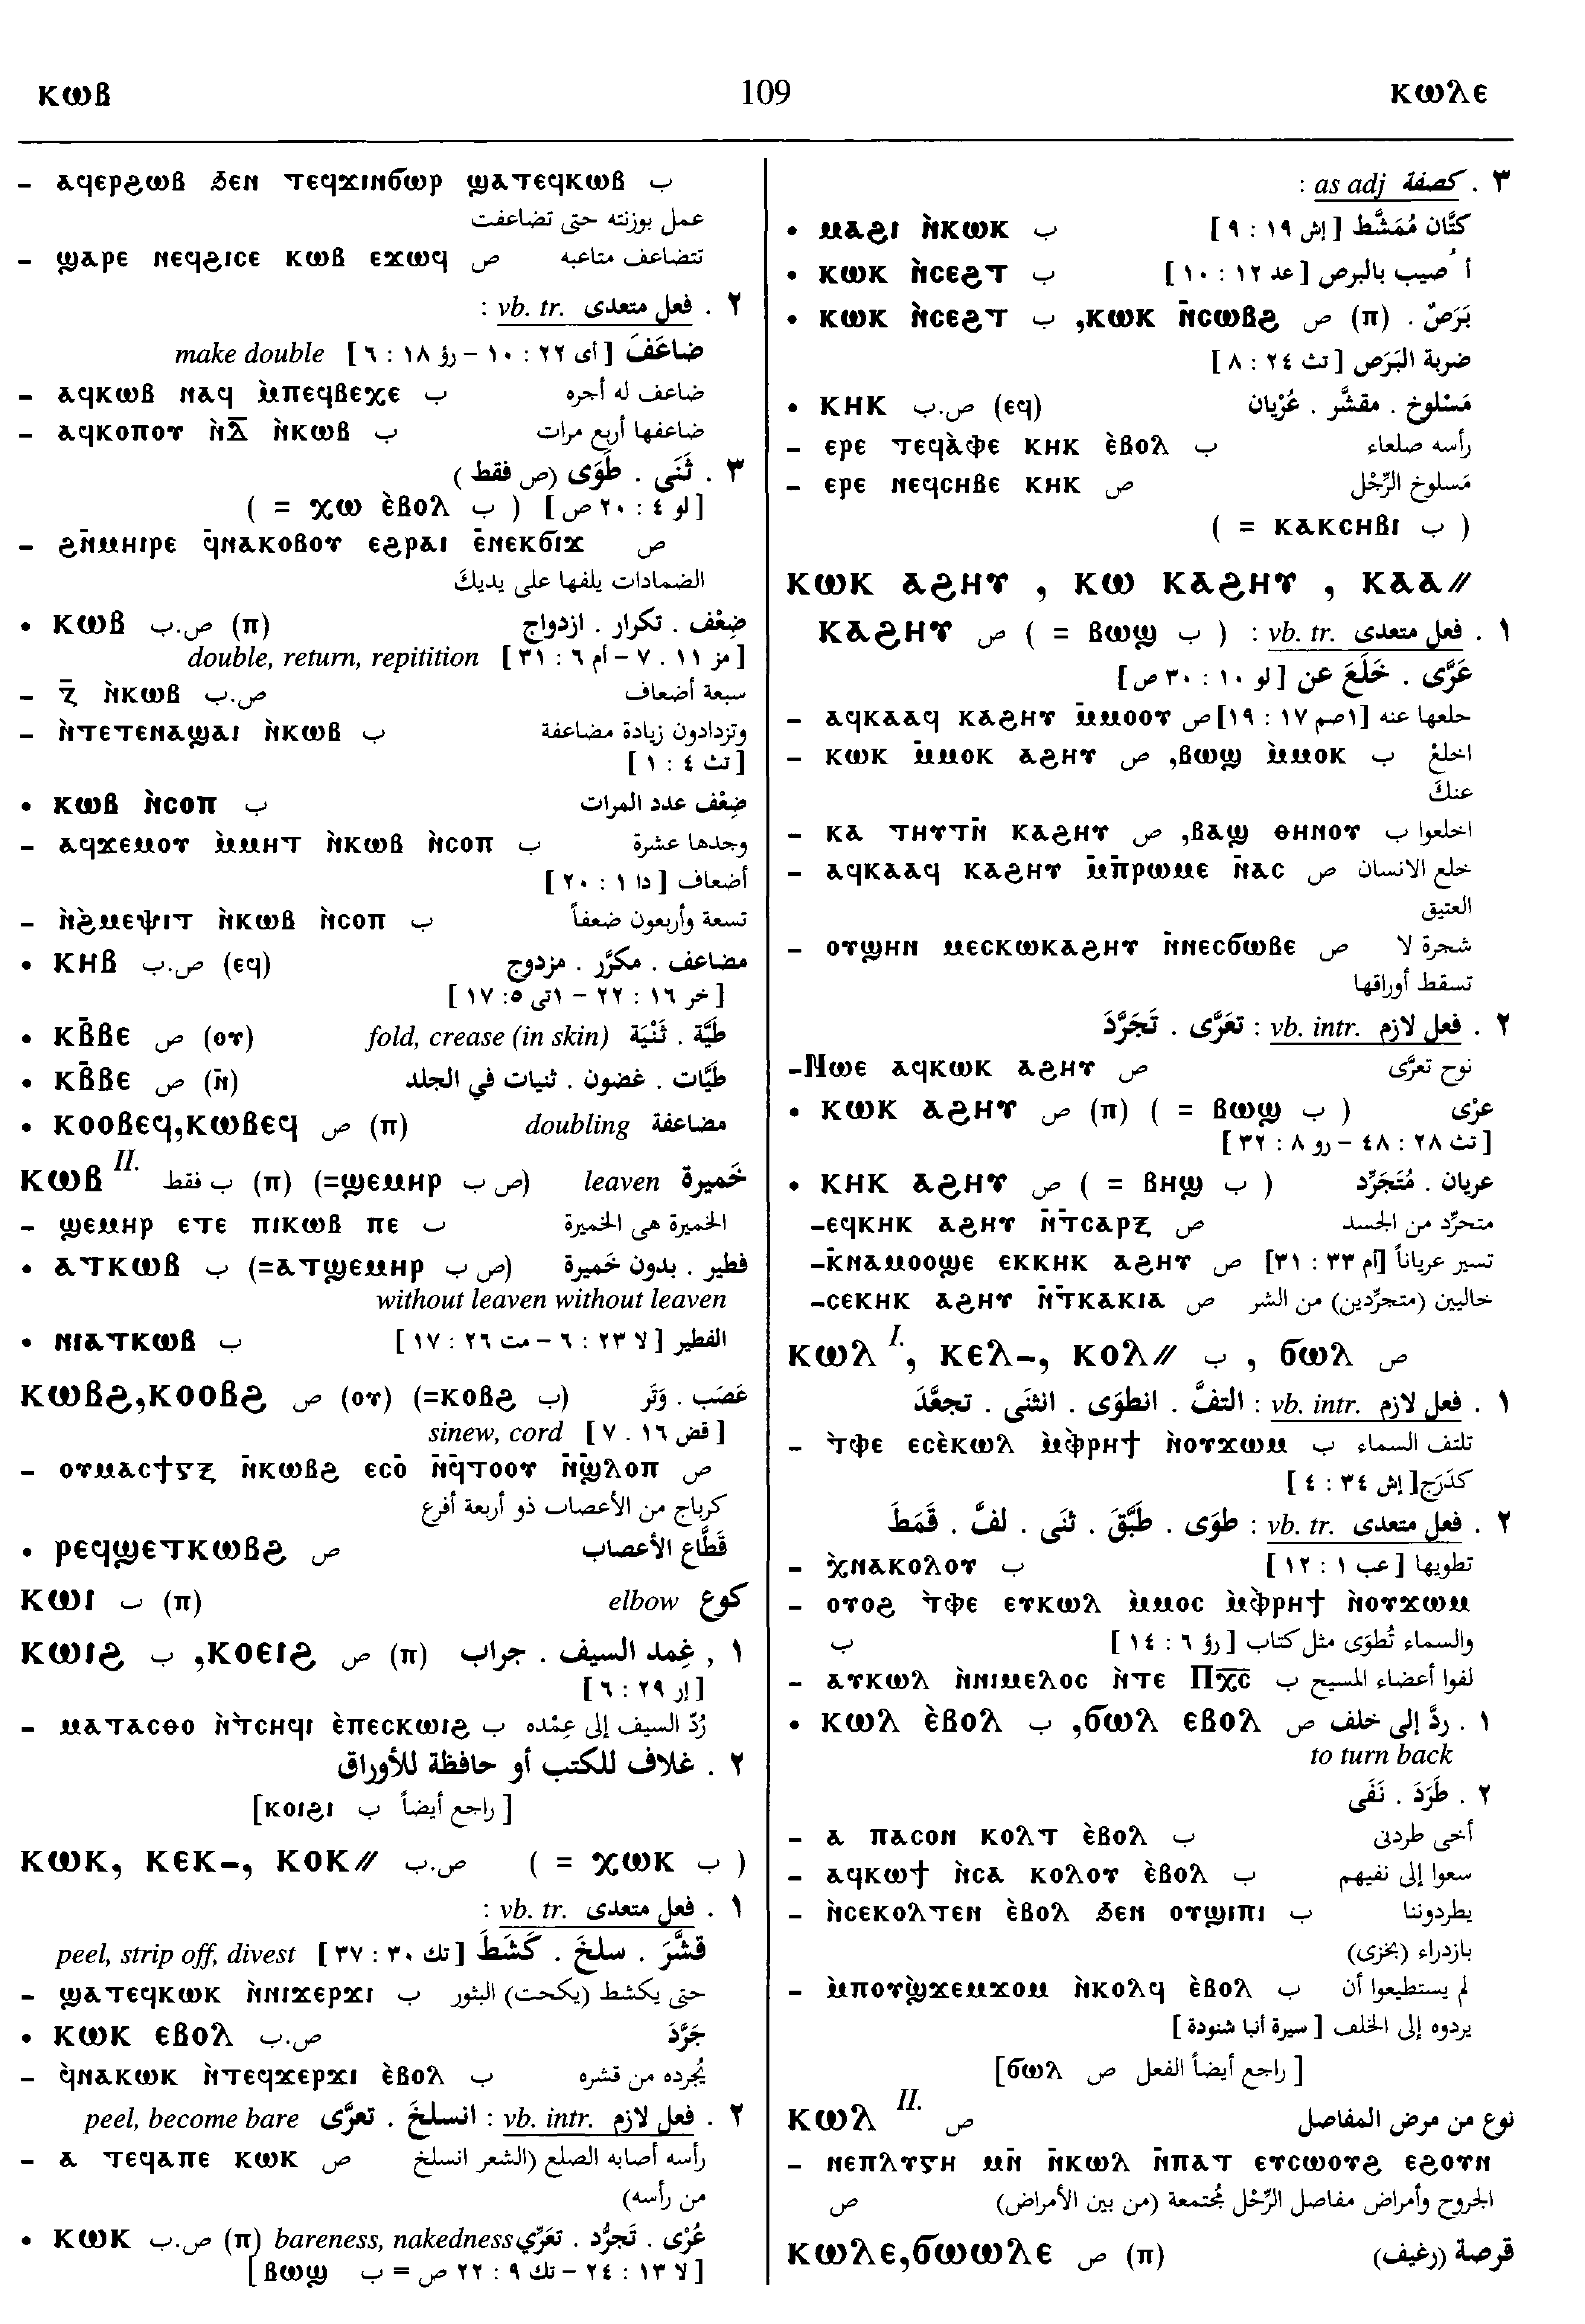 ⲕⲱⲃ 109 ⲕⲱⲗⲉ
– ⲁϥⲉⲣϩⲱⲃ ϧⲉⲛ ⲧⲉϥϫⲓⲛϭⲱⲣ ϣⲁⲧⲉϥⲕⲱⲃ ب
عمل بوزنته حتى تضاعفت
– ϣⲁⲣⲉ ⲛⲉϥϩⲓⲥⲉ ⲕⲱⲃ ⲉϫⲱϥ ص تتضاعف متاعبه
٢ . فعل متعدى .vb. tr :
ضاعَفَ [ أى ٢٢ : ١٠ – رؤ ١٨ : ٦ ] make double
– ⲁϥⲕⲱⲃ ⲛⲁϥ ⲙ̀ⲡⲉϥⲃⲉⲭⲉ ب ضاعف له أجره
– ⲁϥⲕⲟⲡⲟⲩ ⲛ̀ⲇ̅ ⲛ̀ⲕⲱⲃ ب ضاعفها أربع مرات
٣ . ثَنَى . طَوَى (ص فقط )
[ لو ٤ : ٢٠ ص ] ( ب ⲭⲱ ⲉ̀ⲃⲟⲗ = )
– ϩⲛ̄ⲙⲏⲓⲣⲉ ϥ̄ⲛⲁⲕⲟⲃⲟⲩ ⲉϩⲣⲁⲓ ⲉ̄ⲛⲉⲕϭⲓϫ ص
الضمادات يلفها على يديكَ
• ⲕⲱⲃ ص.ب (ⲡ) ضِعْف . تكرار . ازدواج
[ مز ١١ . ٧ – أم ٦ : ٣١ ] double, return, repitition
– ⲍ̅ ⲛ̀ⲕⲱⲃ ص.ب سبعة أضعاف
– ⲛ̀ⲧⲉⲧⲉⲛⲁϣⲁⲓ ⲛ̀ⲕⲱⲃ ب وتزدادون زيادة مضاعفة
[ تث ٤ : ١ ]
• ⲕⲱⲃ ⲛ̀ⲥⲟⲡ ب ضِعْف عدد المرات
– ⲁϥϫⲉⲙⲟⲩ ⲙ̀ⲙⲏⲧ ⲛ̀ⲕⲱⲃ ⲛ̀ⲥⲟⲡ ب وجدها عشرة
أضعاف [ دا ١ : ٢٠ ]
– ⲛ̀ϩ̀ⲙⲉⲯⲓⲧ ⲛ̀ⲕⲱⲃ ⲛ̀ⲥⲟⲡ ب تسعة وأربعون ضعفاً
• ⲕⲏⲃ ص.ب (ⲉϥ) مضاعف . مكرَّر . مزدوج
[ خر ١٦ : ٢٢ – ١تى ٥: ١٧ ]
• ⲕⲃ̄ⲃⲉ ص (ⲟⲩ) طيَّة . ثَنْيَة fold, crease (in skin)
• ⲕⲃ̄ⲃⲉ ص (ⲛ̄) طيَّات . غضون . ثنيات في الجلد
• ⲕⲟⲟⲃⲉϥ,ⲕⲱⲃⲉϥ ص (ⲡ) مضاعفة doubling
ⲕⲱⲃ II. ب فقط (ⲡ) (ص ب ϣⲉⲙⲏⲣ=) خَميرة leaven
– ϣⲉⲙⲏⲣ ⲉⲧⲉ ⲡⲓⲕⲱⲃ ⲡⲉ ب الخميرة هى الخميرة
• ⲁⲧⲕⲱⲃ ب (ص ب ⲁⲧϣⲉⲙⲏⲣ=) فطير . بدون خَميرة
without leaven without leaven
• ⲛⲓⲁⲧⲕⲱⲃ ب الفطير [ لا ٢٣ : ٦ – مت ٢٦ : ١٧ ]
ⲕⲱⲃϩ,ⲕⲟⲟⲃϩ ص (ⲟⲩ) (ب ⲕⲟⲃϩ=) عَصَب . وَتَر
[ قض ١٦ . ٧ ] sinew, cord
– ⲟⲩⲙⲁⲥϯⲅⲝ ⲛ̄ⲕⲱⲃϩ ⲉⲥⲟ̄ ⲛ̄ϥ̄ⲧⲟⲟⲩ ⲛ̄ϣ̄ⲗⲟⲡ ص
كرباج من الأعصاب ذو أربعة أفرع
• ⲣⲉϥϣⲉⲧⲕⲱⲃϩ ص قَطَّاع الأعصاب
ⲕⲱⲓ ب (ⲡ) كوع elbow
ⲕⲱⲓϩ ب ,ⲕⲟⲉⲓϩ ص (ⲡ) ١ , غِمد السيف . جراب
[ إر ٢٩ : ٦ ]
– ⲙⲁⲧⲁⲥⲑⲟ ⲛ̀ⲧ̀ⲥⲏϥⲓ ⲉ̀ⲡⲉⲥⲕⲱⲓϩ ب رُدّ السيف إلى غِمْده
٢ . غلاف للكتب أو حافظة للأوراق
[ راجع أيضاً ب ⲕⲟⲓϩⲓ]
ⲕⲱⲕ, ⲕⲉⲕ–, ⲕⲟⲕ// ص.ب ( ب ⲭⲱⲕ = )
١ . فعل متعدى .vb. tr :
قشَّرَ . سلخَ . كَشَطَ [ تك ٣٠ : ٣٧ ] peel, strip off, divest
– ϣⲁⲧⲉϥⲕⲱⲕ ⲛ̀ⲛⲓϫⲉⲣϫⲓ ب حتى يكشط (يكحت) البثور
• ⲕⲱⲕ ⲉⲃⲟⲗ ص.ب جَرَّدَ
– ϥ̀ⲛⲁⲕⲱⲕ ⲛ̀ⲧⲉϥϫⲉⲣϫⲓ ⲉ̀ⲃⲟⲗ ب يُجرده من قشره
٢ . فعل لازم .vb. intr : انسلخَ . تعرَّى peel, become bare
– ⲁ ⲧⲉϥⲁⲡⲉ ⲕⲱⲕ ص رأسه أصابه الصلع (الشعر انسلخ
من رأسه)
• ⲕⲱⲕ ص.ب (ⲡ) عُرْى . تَجرُّد . تعَرِّي bareness, nakedness
[ لا ١٣ : ٢٤ – تك ٩ : ٢٢ ص = ب ⲃⲱϣ ]
٣ . كصفة as adj :
• ⲙⲁϩⲓ ⲛ̀ⲕⲱⲕ ب كتَّان مُمَشَّط [ إش ١٩ : ٩ ]
• ⲕⲱⲕ ⲛ̀ⲥⲉϩⲧ ب أُصيب بالبرص [ عد ١٢ : ١٠ ]
• ⲕⲱⲕ ⲛ̀ⲥⲉϩⲧ ب ,ⲕⲱⲕ ⲛ̄ⲥⲱⲃϩ ص (ⲡ) بَرَصٌ .
ضربة البَرَص [ تث ٢٤ : ٨ ]
• ⲕⲏⲕ ص.ب (ⲉϥ) مَسْلوخ . مقشَّر . عُرْيان
– ⲉⲣⲉ ⲧⲉϥⲁ̀ⲫⲉ ⲕⲏⲕ ⲉ̀ⲃⲟⲗ ب رأسه صلعاء
– ⲉⲣⲉ ⲛⲉϥⲥⲏⲃⲉ ⲕⲏⲕ ص مَسلوخ الرِّجْل
( ب ⲕⲁⲕⲥⲏⲃⲓ = )
ⲕⲱⲕ ⲁϩⲏⲩ , ⲕⲱ ⲕⲁϩⲏⲩ , ⲕⲁⲁ//
ⲕⲁϩⲏⲩ ص ( ب ⲃⲱϣ = ) ١ . فعل متعدى .vb. tr :
عَرَّى . خَلَعَ عن [ لو ١٠ : ٣٠ ص ]
– ⲁϥⲕⲁⲁϥ ⲕⲁϩⲏⲩ ⲙ̄ⲙⲟⲟⲩ ص خلعها عنه [١صم ١٧ : ١٩]
– ⲕⲱⲕ ⲙ̄ⲙⲟⲕ ⲁϩⲏⲩ ص ,ⲃⲱϣ ⲙ̀ⲙⲟⲕ ب اخلعْ
عنكَ
– ⲕⲁ ⲧⲏⲩⲧⲛ̄ ⲕⲁϩⲏⲩ ص ,ⲃⲁϣ ⲑⲏⲛⲟⲩ ب اخلعوا
– ⲁϥⲕⲁⲁϥ ⲕⲁϩⲏⲩ ⲙ̄ⲡ̄ⲣⲱⲙⲉ ⲛ̄ⲁⲥ ص خلع الانسان
العتيق
– ⲟⲩϣⲏⲛ ⲙⲉⲥⲕⲱⲕⲁϩⲏⲩ ⲛ̄ⲛⲉⲥϭⲱⲃⲉ ص شجرة لا
تسقط أوراقها
٢ . فعل لازم .vb. intr : تعَرَّى . تَجَرَّدَ
–Ⲛⲱⲉ ⲁϥⲕⲱⲕ ⲁϩⲏⲩ ص نوح تعرَّى
• ⲕⲱⲕ ⲁϩⲏⲩ ص (ⲡ) ( ب ⲃⲱϣ = ) عرْى
[ تث ٢٨ : ٤٨ – رو ٨ : ٣٢ ]
• ⲕⲏⲕ ⲁϩⲏⲩ ص ( ب ⲃⲏϣ = ) عريان . مُتَجَرِّد
–ⲉϥⲕⲏⲕ ⲁϩⲏⲩ ⲛ̄ⲧ̄ⲥⲁⲣⲝ ص متجرِّد من الجسد
–ⲕ̄ⲛⲁⲙⲟⲟϣⲉ ⲉⲕⲕⲏⲕ ⲁϩⲏⲩ ص تسير عرياناً [أم ٣٣ : ٣١]
–ⲥⲉⲕⲏⲕ ⲁϩⲏⲩ ⲛ̄ⲧ̄ⲕⲁⲕⲓⲁ ص خاليين (متجرِّدين) من الشر
ⲕⲱⲗ I., ⲕⲉⲗ–, ⲕⲟⲗ// ب , ϭⲱⲗ ص
١ . فعل لازم .vb. intr : التفَّ . انطوَى . انثنَى . تجعَّدَ
– ⲧ̀ⲫⲉ ⲉⲥⲉ̀ⲕⲱⲗ ⲙ̀ⲫⲣⲏϯ ⲛ̀ⲟⲩϫⲱⲙ ب تلتف السماء
كدَرَج[ إش ٣٤ : ٤ ]
٢ . فعل متعدى .vb. tr : طوَى . طبَّقَ . ثنَى . لفَّ . قَمَطَ
– ⲭ̀ⲛⲁⲕⲟⲗⲟⲩ ب تطويها [ عب ١ : ١٢ ]
– ⲟⲩⲟϩ ⲧ̀ⲫⲉ ⲉⲩⲕⲱⲗ ⲙ̀ⲙⲟⲥ ⲙ̀ⲫⲣⲏϯ ⲛ̀ⲟⲩϫⲱⲙ
ب والسماء تُطوَى مثل كتاب [ رؤ ٦ : ١٤ ]
– ⲁⲩⲕⲱⲗ ⲛ̀ⲛⲓⲙⲉⲗⲟⲥ ⲛ̀ⲧⲉ Ⲡⲭ̅ⲥ̅ ب لفوا أعضاء المسيح
• ⲕⲱⲗ ⲉ̀ⲃⲟⲗ ب ,ϭⲱⲗ ⲉⲃⲟⲗ ص ١ . ردَّ إلى خلف
to turn back
٢ . طَرَدَ . نَفَى
– ⲁ ⲡⲁⲥⲟⲛ ⲕⲟⲗⲧ ⲉ̀ⲃⲟⲗ ب أخى طردنى
– ⲁϥⲕⲱϯ ⲛ̀ⲥⲁ ⲕⲟⲗⲟⲩ ⲉ̀ⲃⲟⲗ ب سعوا إلى نفيهم
– ⲛ̀ⲥⲉⲕⲟⲗⲧⲉⲛ ⲉ̀ⲃⲟⲗ ϧⲉⲛ ⲟⲩϣⲓⲡⲓ ب يطردوننا
بازدراء (بخزى)
– ⲙ̀ⲡⲟⲩϣ̀ϫⲉⲙϫⲟⲙ ⲛ̀ⲕⲟⲗϥ ⲉ̀ⲃⲟⲗ ب لم يستطيعوا أن
يردوه إلى الخلف [ سيرة أنبا شنودة ]
[ راجع أيضاً الفعل ص ϭⲱⲗ]
ⲕⲱⲗ II. ص نوع من مرض المفاصل
– ⲛⲉⲡⲗⲩⲅⲏ ⲙⲛ̄ ⲛ̄ⲕⲱⲗ ⲛ̄ⲡⲁⲧ ⲉⲩⲥⲱⲟⲩϩ ⲉϩⲟⲩⲛ
ص الجروح وأمراض مفاصل الرِّجْل مُجتمعة (من بين الأمراض)
ⲕⲱⲗⲉ,ϭⲱⲱⲗⲉ ص (ⲡ) قرصة (رغيف)